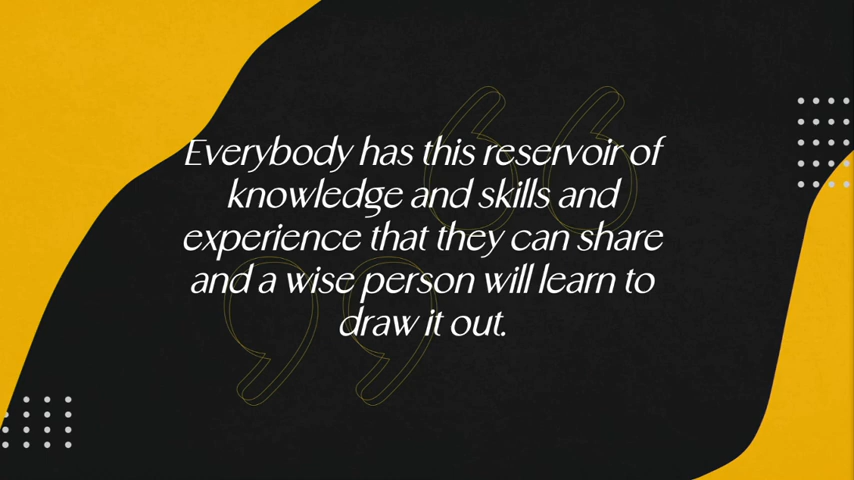 Everybody has this reservoir of
knowledge and skills and
experience that they can share
and a wise person will learn to
draw it out.